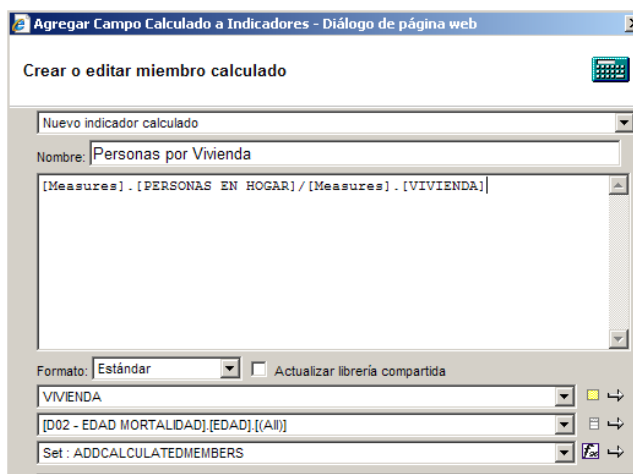 Agregar Campo Calculado a Indicadores - Diálogo de página web
Crear o editar miembro calculado
Nuevo indicador calculado
Nombre: Personas por Vivienda
[Measures].[PERSONAS EN HOGAR]/[Measures].[VIVIENDA]
Formato: Estándar Actualizar librería compartida
VIVIENDA
[D02 - EDAD MORTALIDAD].[EDAD].[(All)]
Set : ADDCALCULATEDMEMBERS